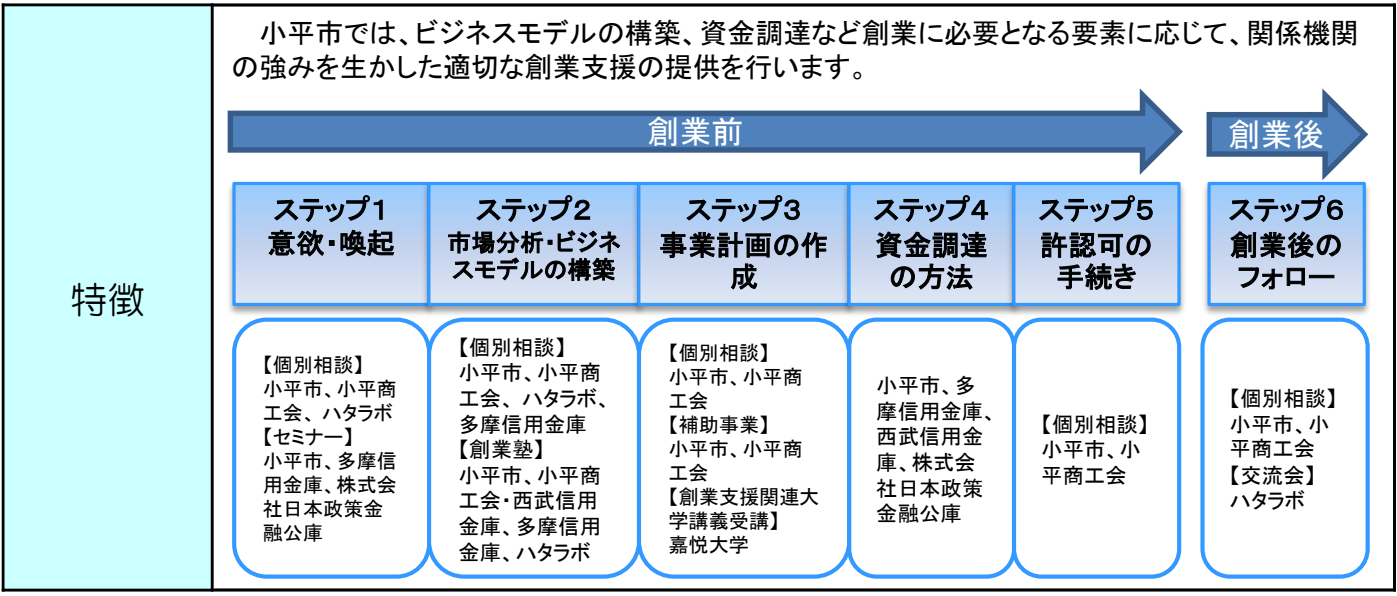 特徴
小平市では、ビジネスモデルの構築、資金調達など創業に必要となる要素に応じて、関係機関
の強みを生かした適切な創業支援の提供を行います。
創業前
創業後
ステップ1
意欲・喚起
ステップ2
市場分析・ビジネ
スモデルの構築
ステップ3
事業計画の作
成
ステップ4
資金調達
の方法
ステップ5
許認可の
手続き
ステップ6
創業後の
フォロー
【個別相談】
小平市、小平商
工会、ハタラボ
【セミナー】
小平市、多摩信
用金庫、株式会
社日本政策金
融公庫
【個別相談】
小平市、小平商
工会、ハタラボ、
多摩信用金庫
【創業塾】
小平市、小平商
工会・西武信用
金庫、多摩信用
金庫、ハタラボ
【個別相談】
小平市、小平商
工会
【補助事業】
小平市、小平商
工会
【創業支援関連大
学講義受講】
嘉悦大学
小平市、多
摩信用金庫、
西武信用金
庫、株式会
社日本政策
金融公庫
【個別相談】
小平市、小
平商工会
【個別相談】
小平市、小
平商工会
【交流会】
ハタラボ